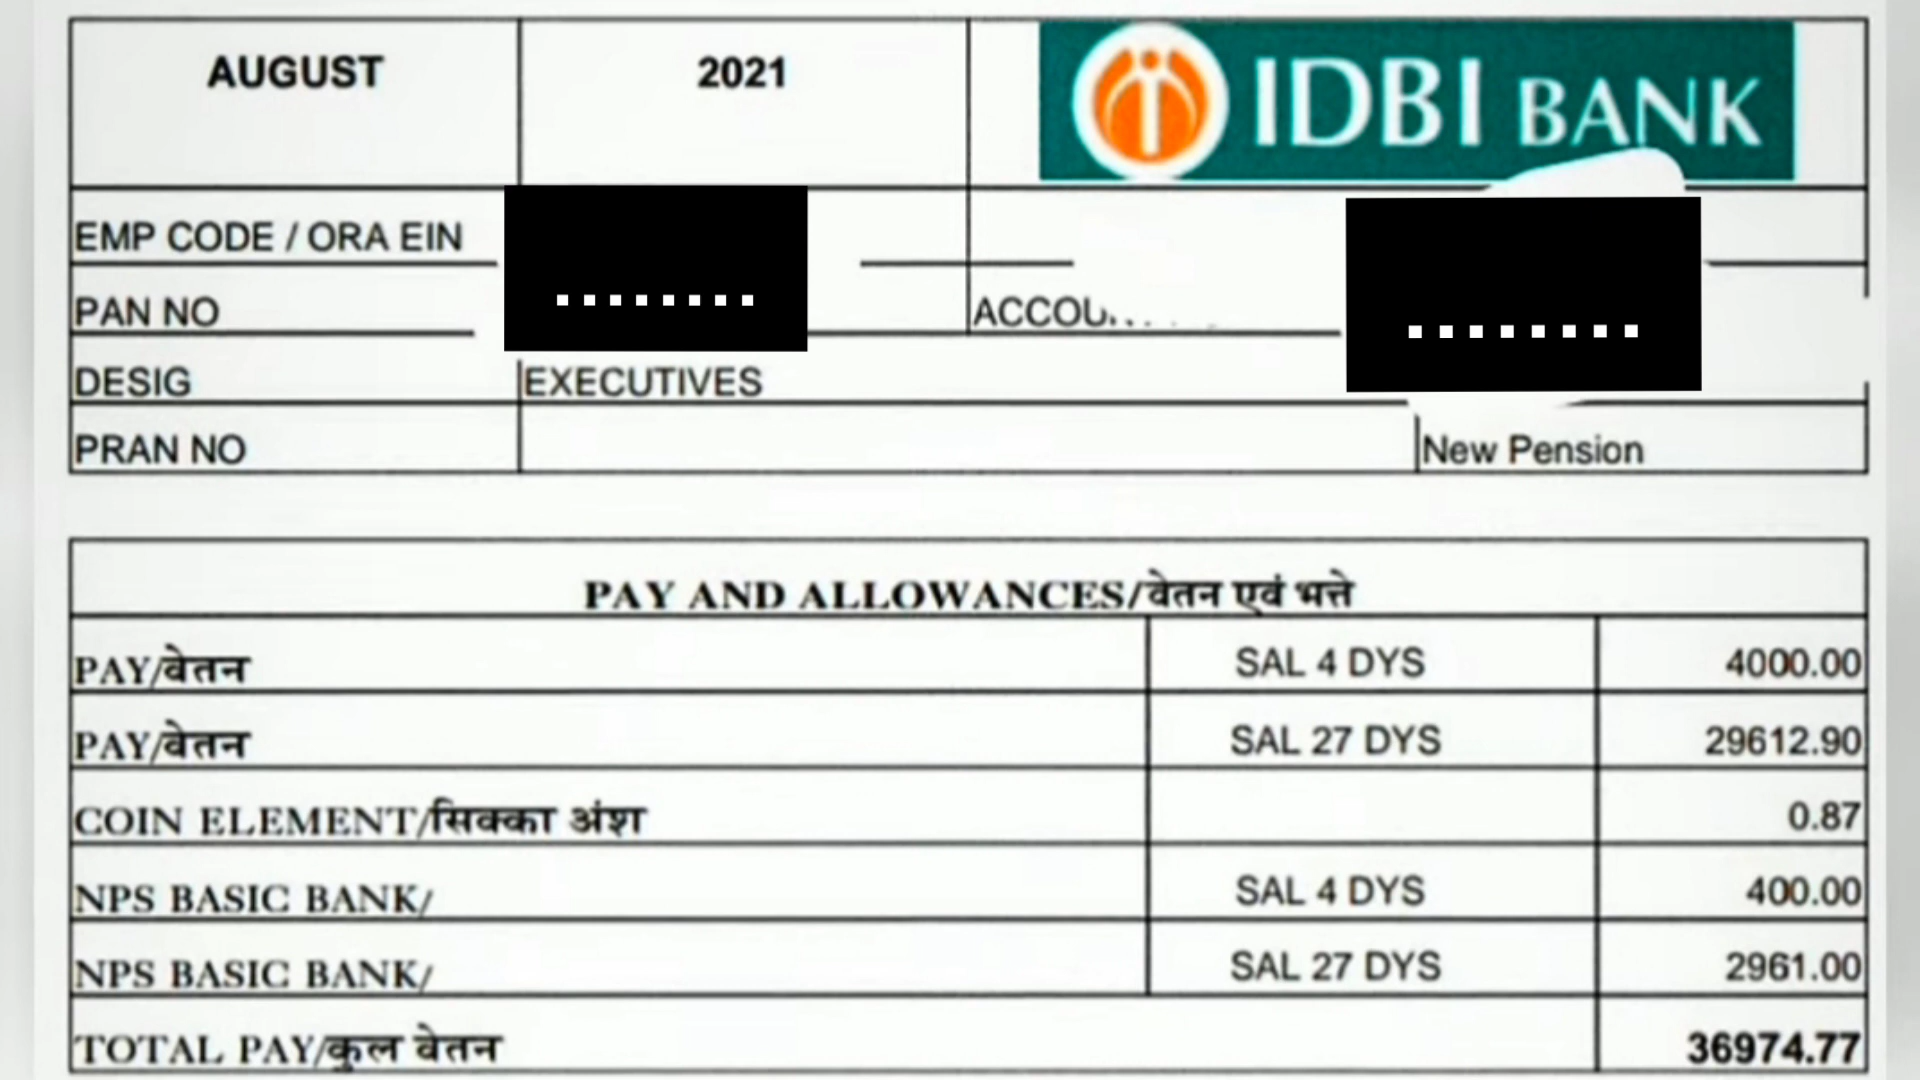 AUGUST 2021 IDBI BANK
EMP CODE / ORA EIN
PAN NO
DESIG EXECUTIVES
PRAN NO New Pension
PAY AND ALLOWANCES/वेतन एवं भत्ते
PAY/वेतन SAL 4 DYS 4000.00
PAY/वेतन SAL 27 DYS 29612.90
COIN ELEMENT/सिक्का अंश 0.87
NPS BASIC BANK/ SAL 4 DYS 400.00
NPS BASIC BANK/ SAL 27 DYS 2961.00
TOTAL PAY/कुल वेतन 36974.77